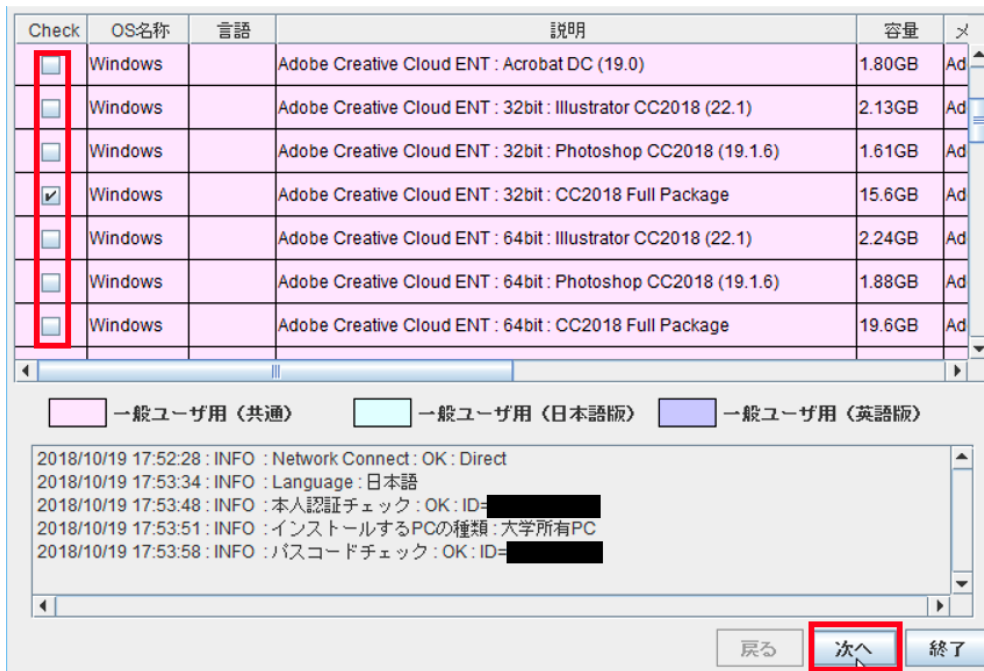 Check OS名称 言語 説明 容量 メ
Windows Adobe Creative Cloud ENT : Acrobat DC (19.0) 1.80GB Ad
Windows Adobe Creative Cloud ENT : 32bit : Illustrator CC2018 (22.1) 2.13GB Ad
Windows Adobe Creative Cloud ENT : 32bit : Photoshop CC2018 (19.1.6) 1.61GB Ad
Windows Adobe Creative Cloud ENT : 32bit : CC2018 Full Package 15.6GB Ad
Windows Adobe Creative Cloud ENT : 64bit : Illustrator CC2018 (22.1) 2.24GB Ad
Windows Adobe Creative Cloud ENT : 64bit : Photoshop CC2018 (19.1.6) 1.88GB Ad
Windows Adobe Creative Cloud ENT : 64bit : CC2018 Full Package 19.6GB Ad
一般ユーザ用（共通） 一般ユーザ用（日本語版） 一般ユーザ用（英語版）
2018/10/19 17:52:28 : INFO : Network Connect : OK : Direct
2018/10/19 17:53:34 : INFO : Language : 日本語
2018/10/19 17:53:48 : INFO : 本人認証チェック : OK : ID=
2018/10/19 17:53:51 : INFO : インストールするPCの種類 : 大学所有PC
2018/10/19 17:53:58 : INFO : パスコードチェック : OK : ID=
戻る 次へ 終了